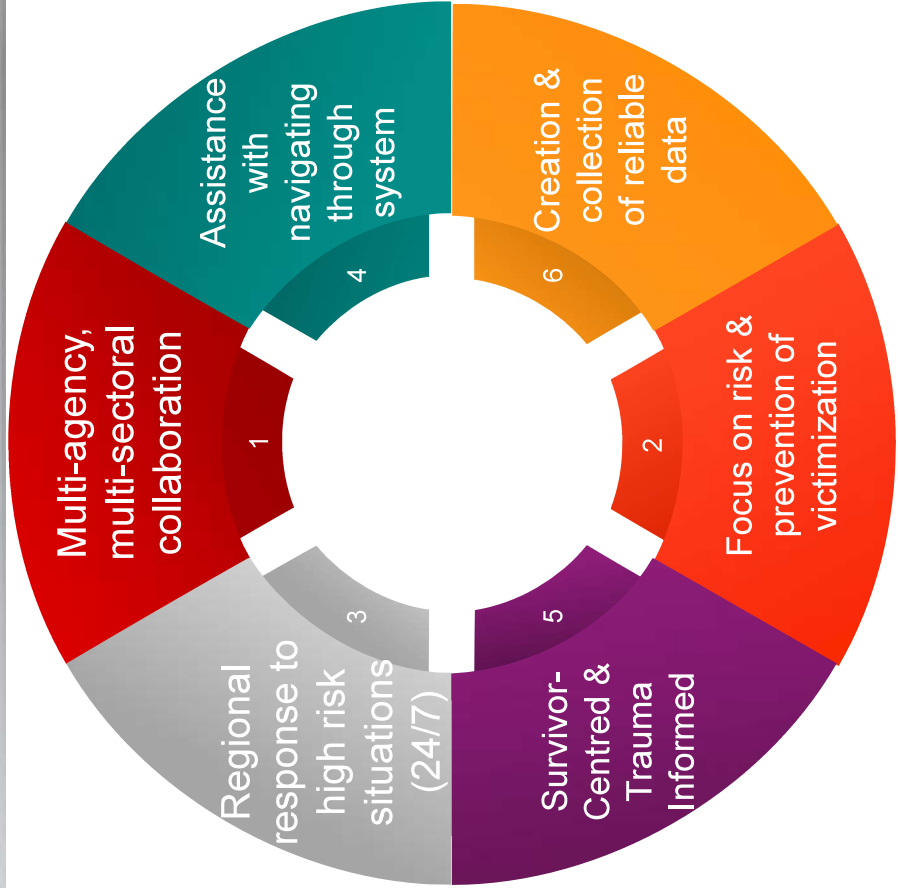 Multi-agency,
multi-sectoral
collaboration
1
Focus on risk &
prevention of
victimization
2
Regional
response to
high risk
situations
(24/7)
3
Assistance
with
navigating
through
system
4
Survivor-
Centred &
Trauma
Informed
5
Creation &
collection
of reliable
data
6